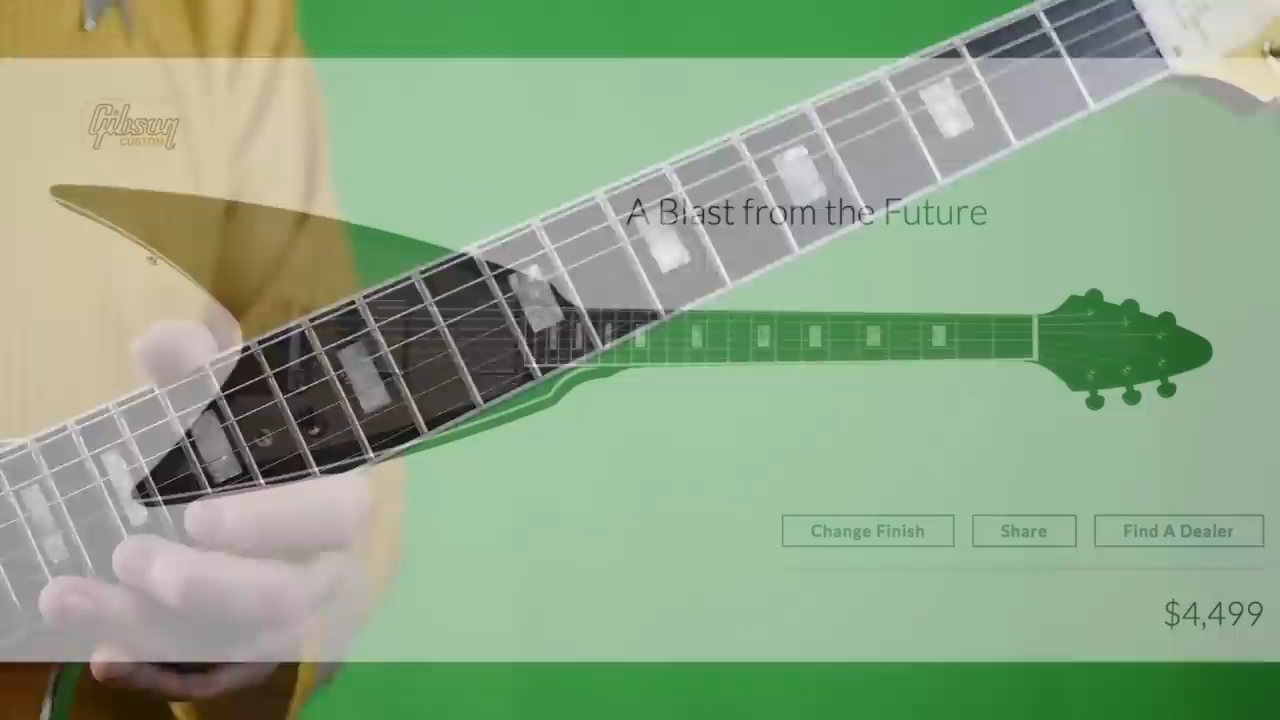 Gibson
CUSTOM
A Blast from the Future
Change Finish
Share
Find A Dealer
$4,499